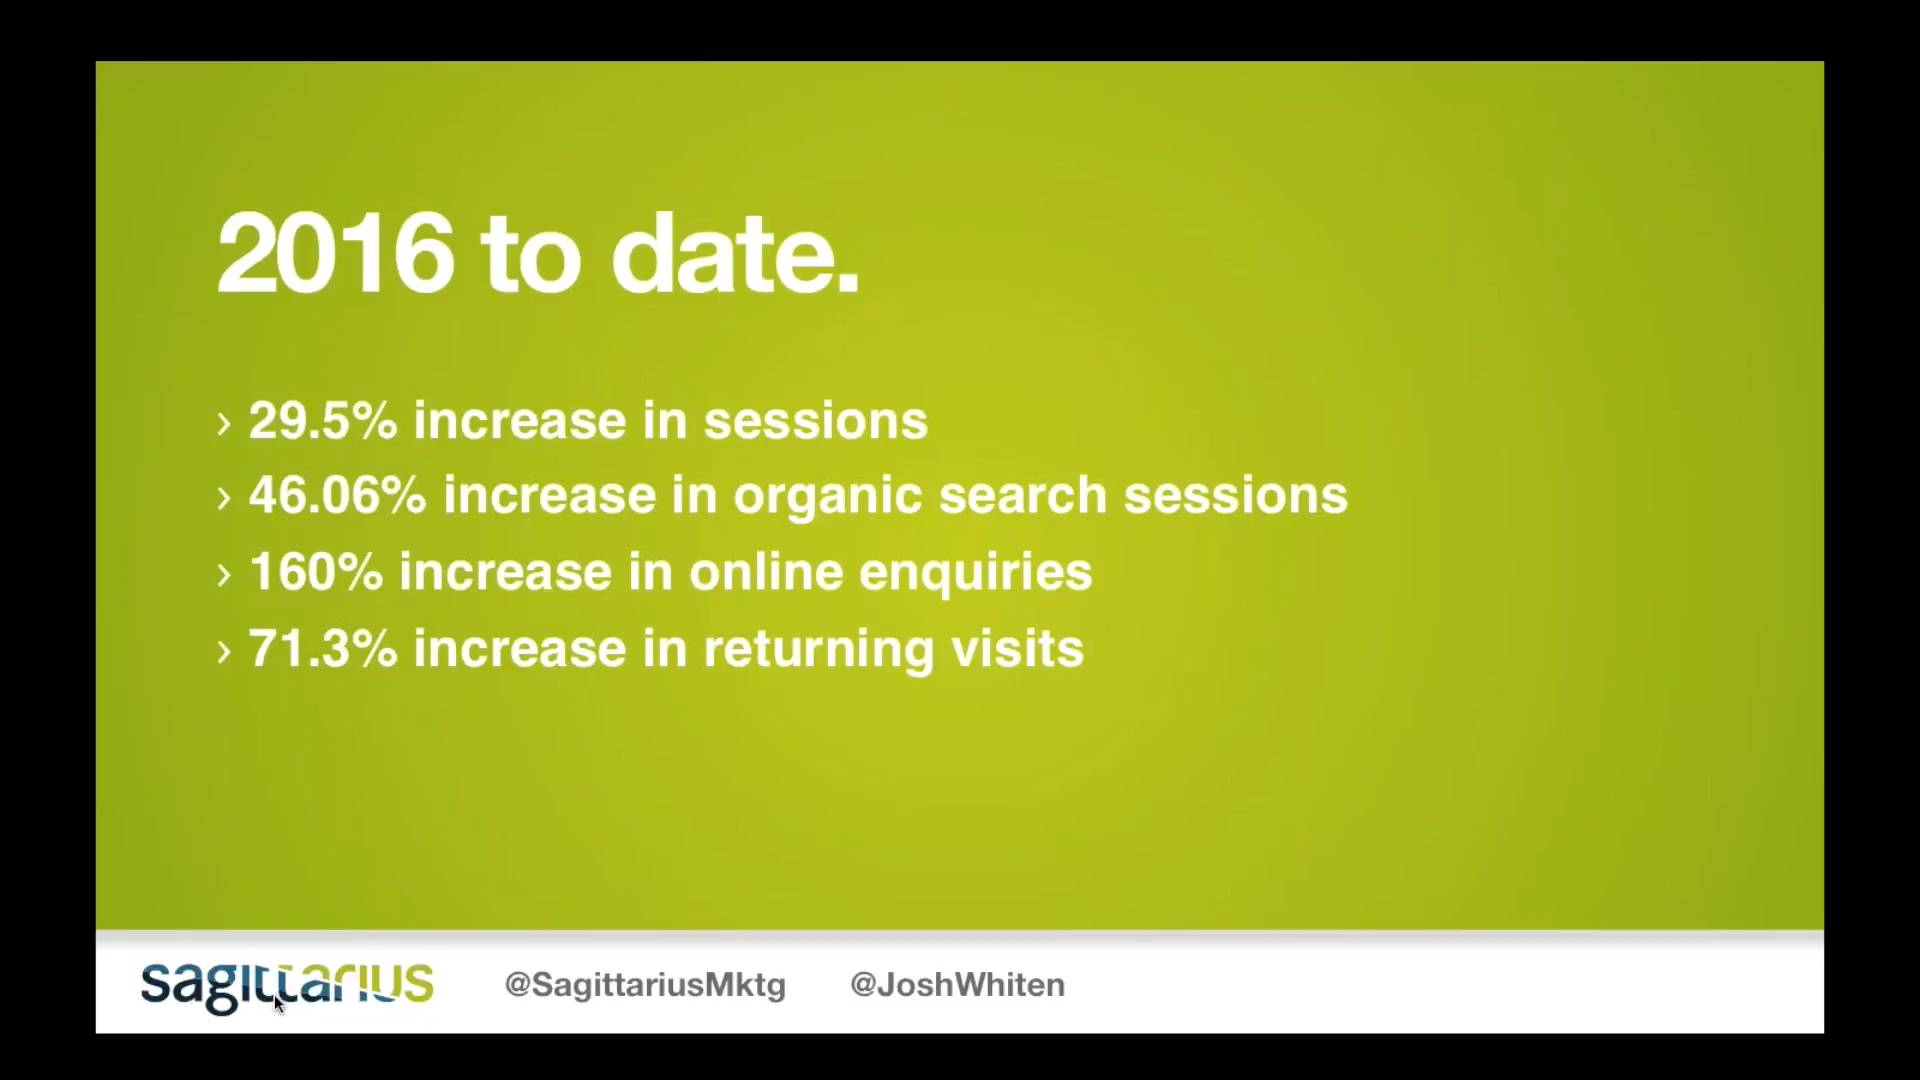 2016 to date.
› 29.5% increase in sessions
› 46.06% increase in organic search sessions
› 160% increase in online enquiries
› 71.3% increase in returning visits
sagittarius @SagittariusMktg @JoshWhiten